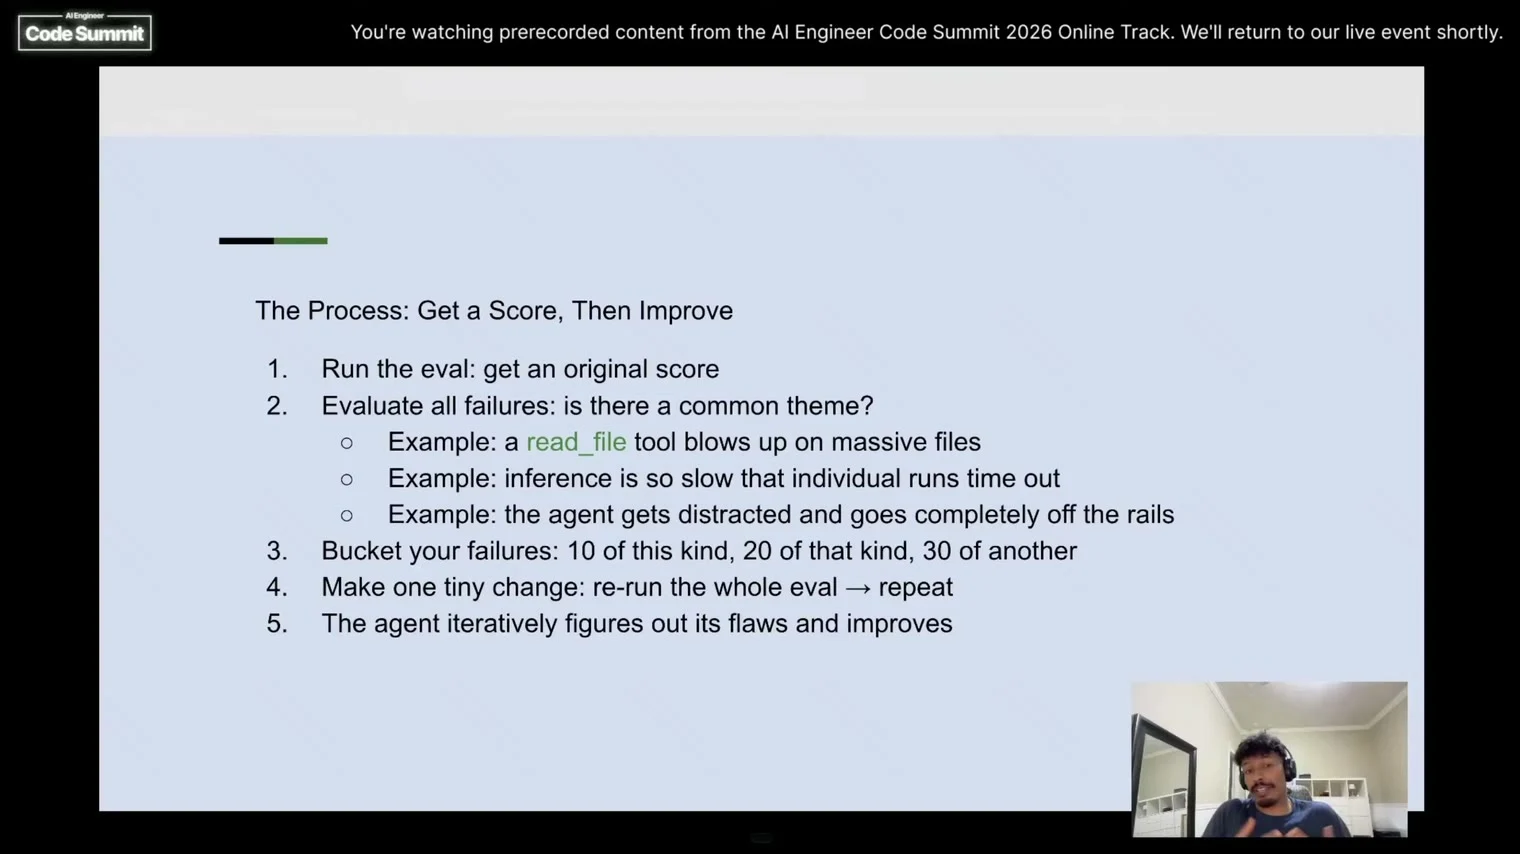 AI Engineer
Code Summit
You're watching prerecorded content from the AI Engineer Code Summit 2026 Online Track. We'll return to our live event shortly.
The Process: Get a Score, Then Improve
1. Run the eval: get an original score
2. Evaluate all failures: is there a common theme?
○ Example: a read_file tool blows up on massive files
○ Example: inference is so slow that individual runs time out
○ Example: the agent gets distracted and goes completely off the rails
3. Bucket your failures: 10 of this kind, 20 of that kind, 30 of another
4. Make one tiny change: re-run the whole eval → repeat
5. The agent iteratively figures out its flaws and improves